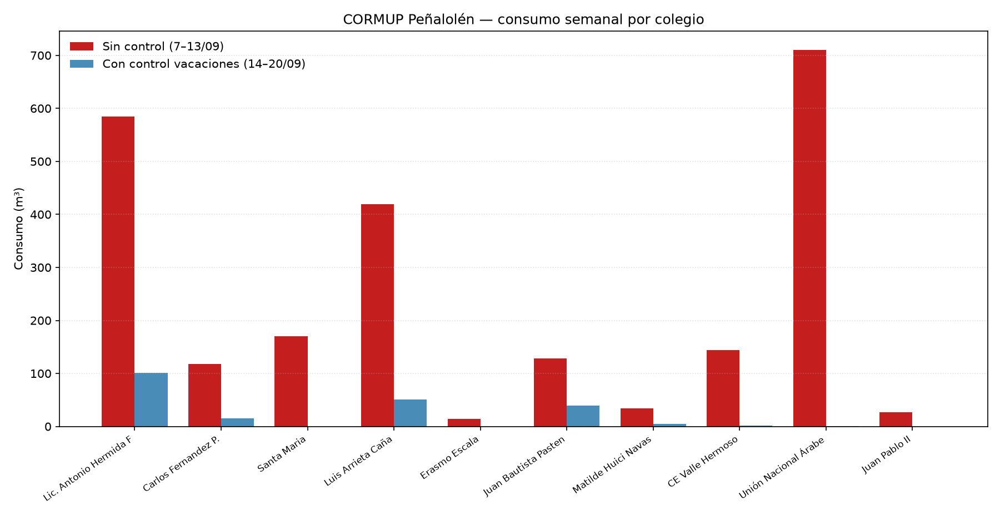 CORMUP Peñalolén — consumo semanal por colegio
Sin control (7–13/09)
Con control vacaciones (14–20/09)
Consumo (m³)
700
600
500
400
300
200
100
0
Lic. Antonio Hermida F
Carlos Fernandez P.
Santa Maria
Luis Arrieta Caña
Erasmo Escala
Juan Bautista Pasten
Matilde Huici Navas
CE Valle Hermoso
Unión Nacional Árabe
Juan Pablo II